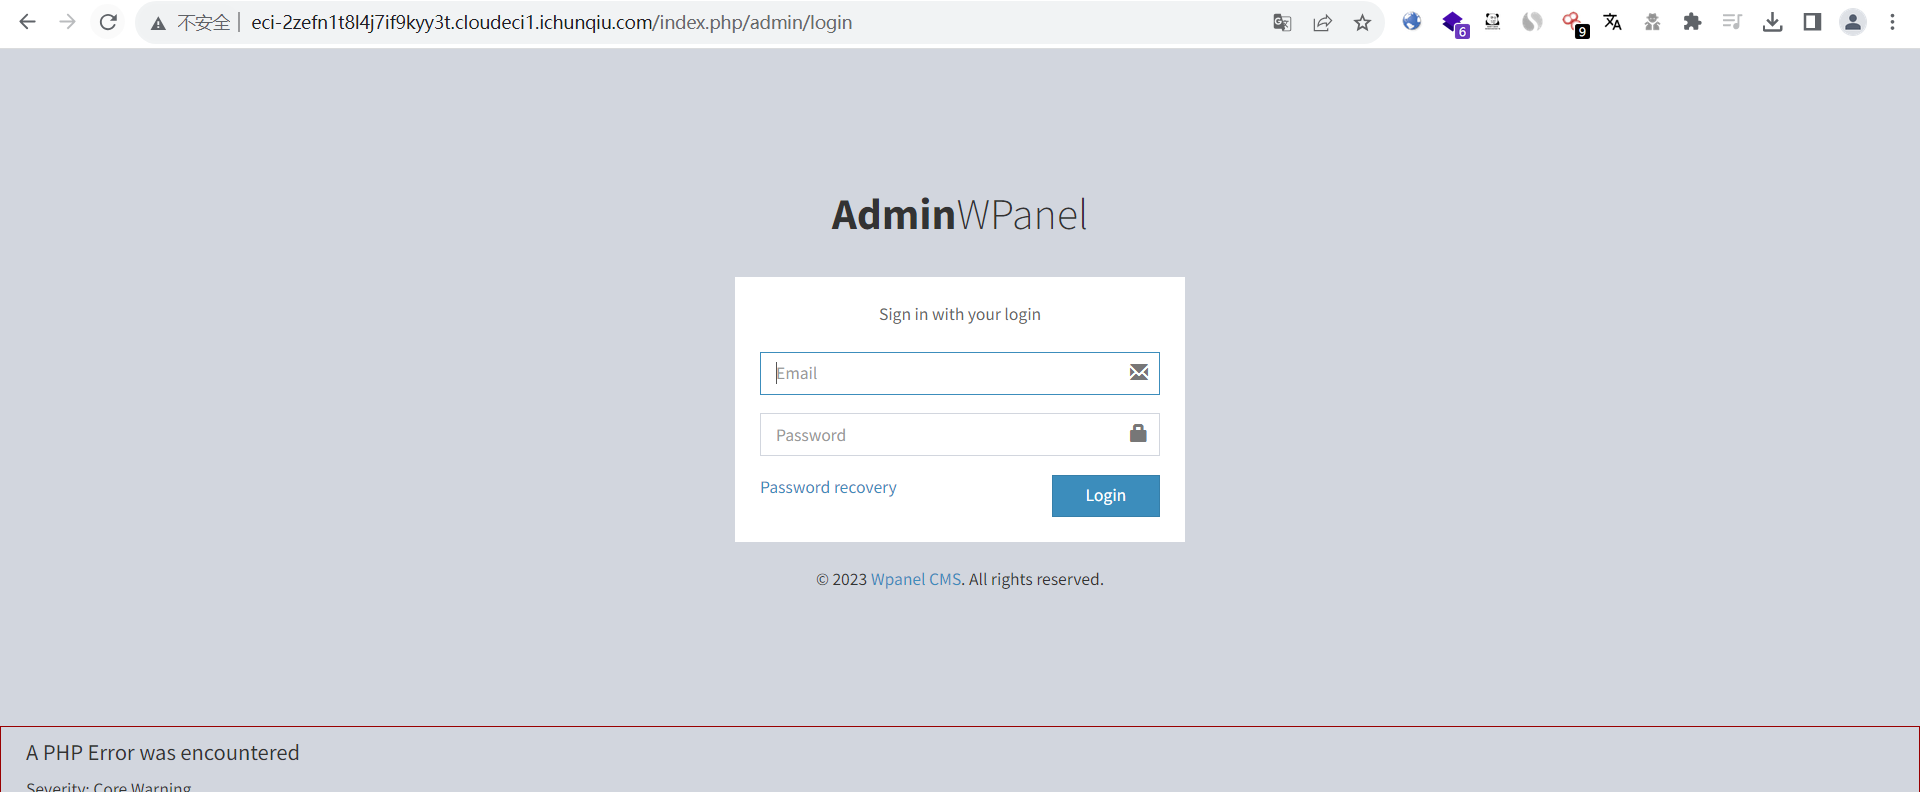 不安全 eci-2zefn1t8l4j7if9kyy3t.cloudeci1.ichunqiu.com/index.php/admin/login
6
9
AdminWPanel
Sign in with your login
Email
Password
Password recovery
Login
© 2023 Wpanel CMS. All rights reserved.
A PHP Error was encountered
Severity: Core Warning